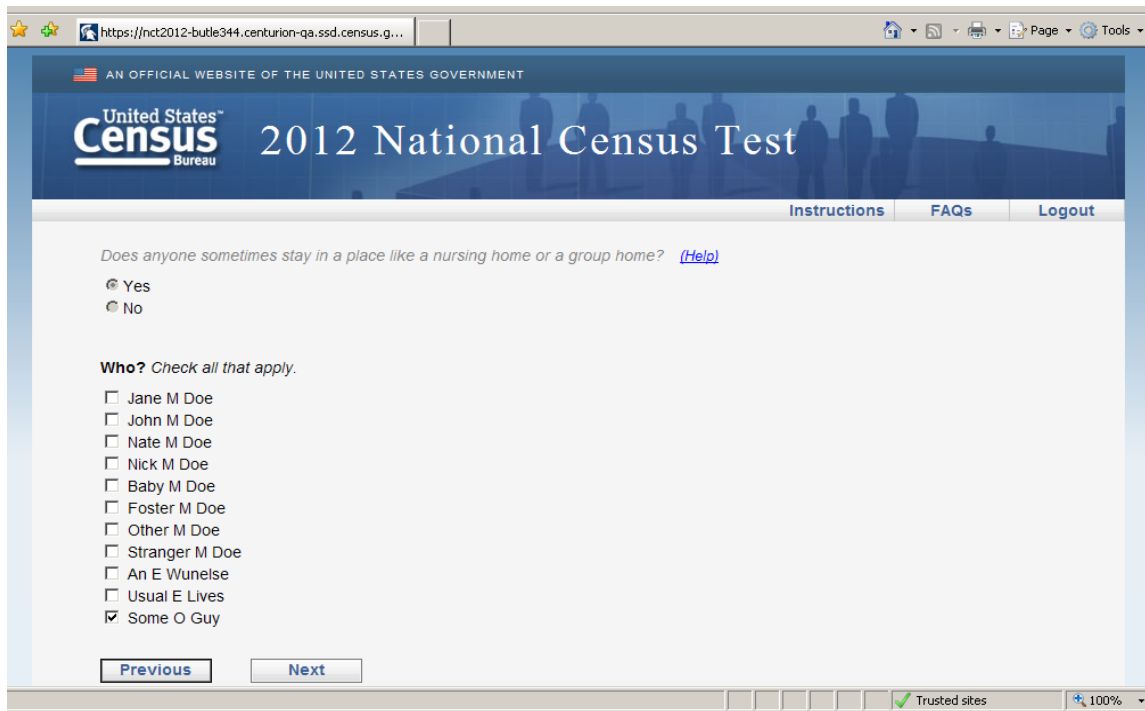 https://nct2012-butle344.centurion-qa.ssd.census.g...
Page
Tools
AN OFFICIAL WEBSITE OF THE UNITED STATES GOVERNMENT
United States™
Census
Bureau
2012 National Census Test
Instructions FAQs Logout
Does anyone sometimes stay in a place like a nursing home or a group home? (Help)
Yes
No
Who? Check all that apply.
Jane M Doe
John M Doe
Nate M Doe
Nick M Doe
Baby M Doe
Foster M Doe
Other M Doe
Stranger M Doe
An E Wunelse
Usual E Lives
Some O Guy
Previous Next
Trusted sites 100%